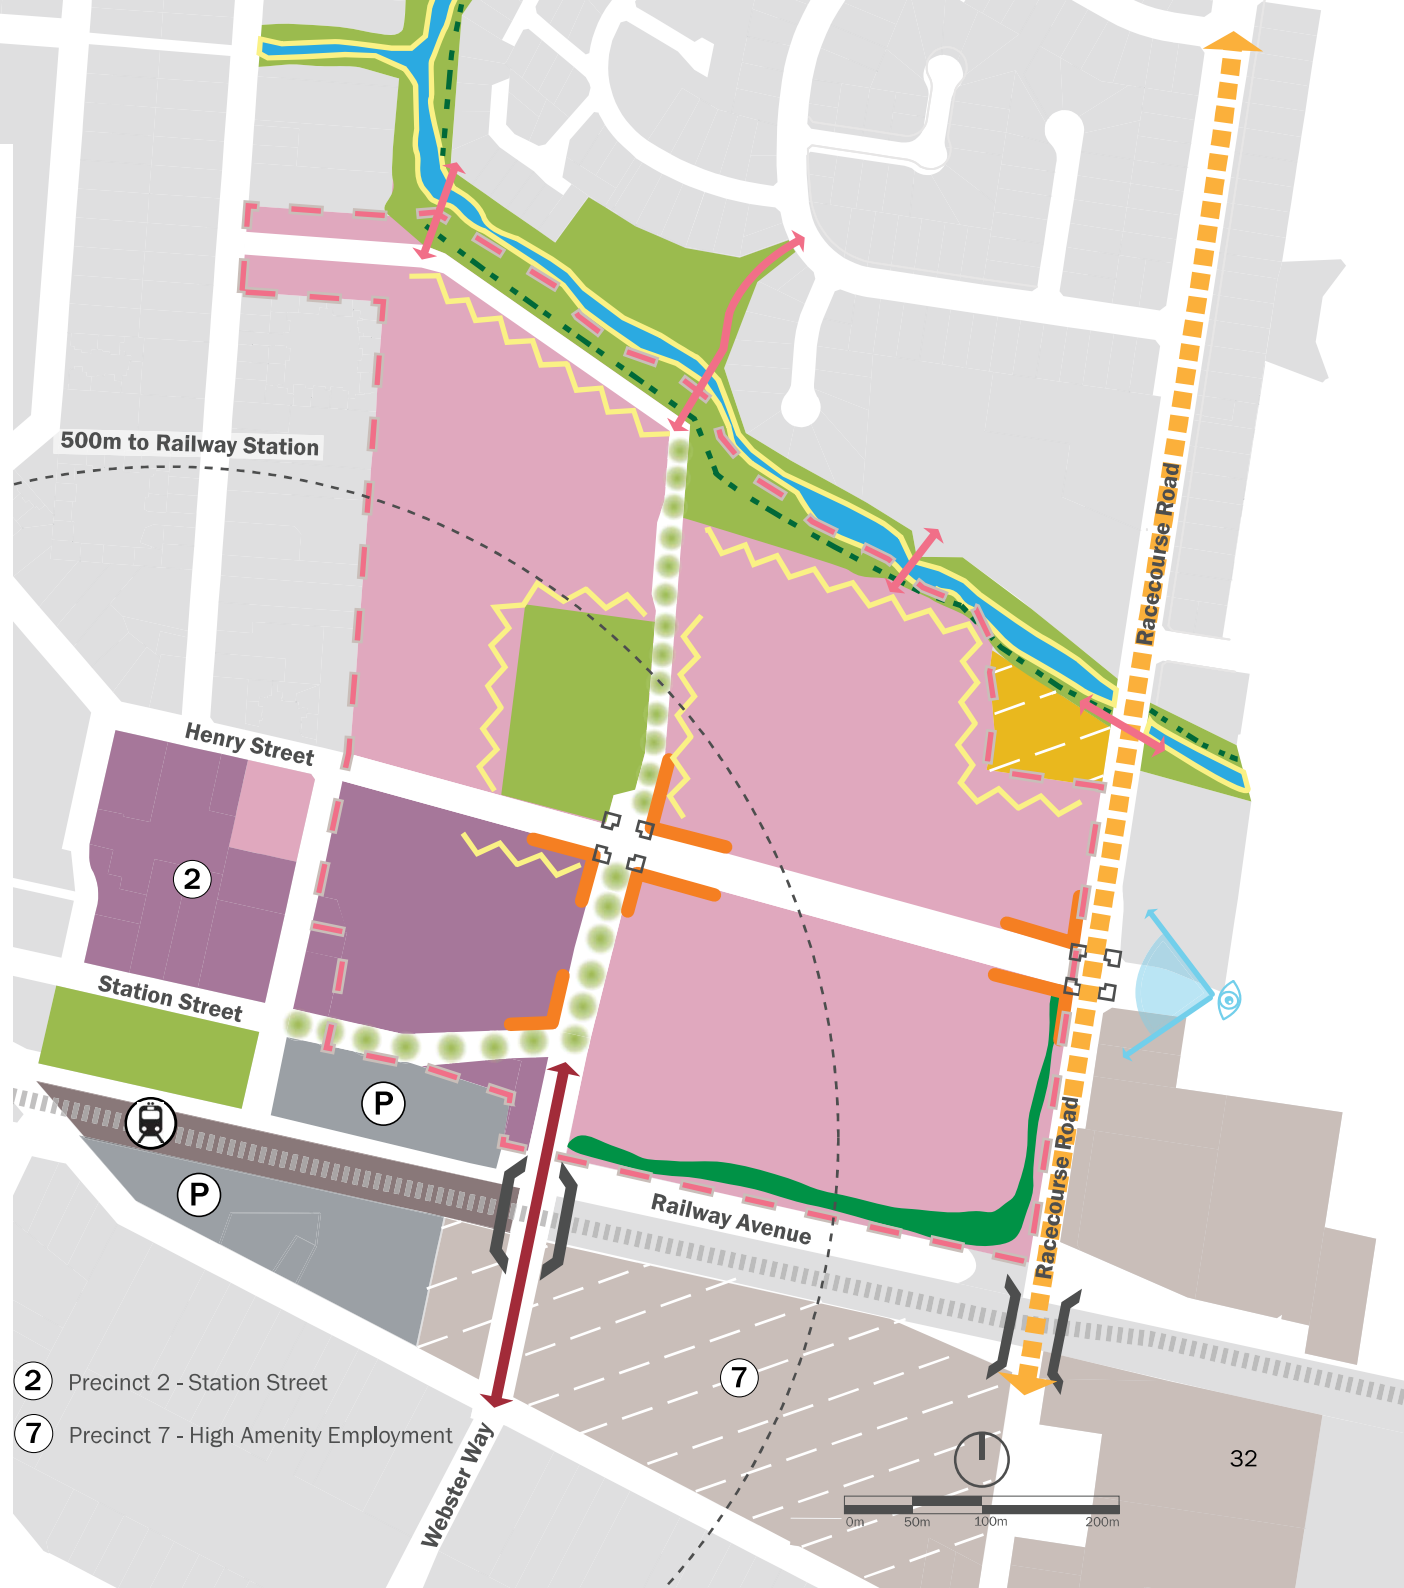 500m to Railway Station
Racecourse Road
Henry Street
2
Station Street
P
P
Railway Avenue
Racecourse Road
7
2 Precinct 2 - Station Street
7 Precinct 7 - High Amenity Employment
Webster Way
32
0m 50m 100m 200m